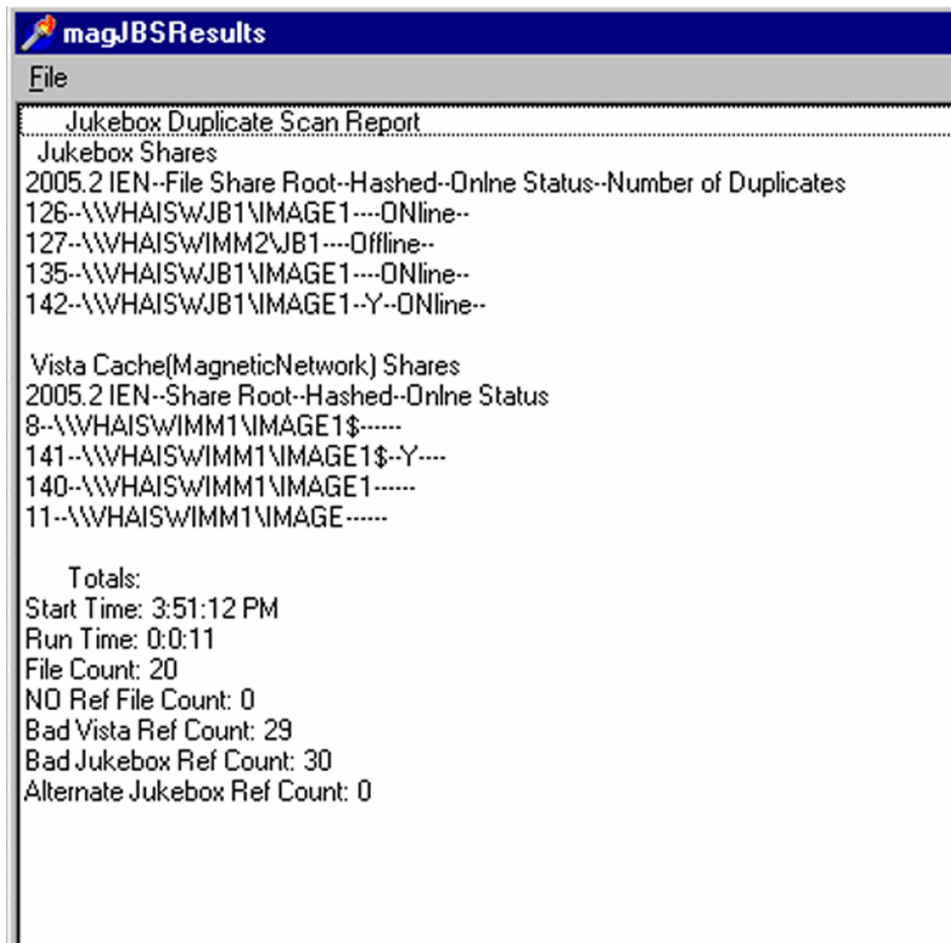 magJBSResults
File
Jukebox Duplicate Scan Report
Jukebox Shares
2005.2 IEN--File Share Root--Hashed--Onlne Status--Number of Duplicates
126--\\VHAISWJB1\IMAGE1----ONline--
127--\\VHAISWIMM2\JB1----Offline--
135--\\VHAISWJB1\IMAGE1----ONline--
142--\\VHAISWJB1\IMAGE1--Y--ONline--
Vista Cache(MagneticNetwork) Shares
2005.2 IEN--Share Root--Hashed--Onlne Status
8--\\VHAISWIMM1\IMAGE1$------
141--\\VHAISWIMM1\IMAGE1$--Y----
140--\\VHAISWIMM1\IMAGE1------
11--\\VHAISWIMM1\IMAGE------
Totals:
Start Time: 3:51:12 PM
Run Time: 0:0:11
File Count: 20
NO Ref File Count: 0
Bad Vista Ref Count: 29
Bad Jukebox Ref Count: 30
Alternate Jukebox Ref Count: 0